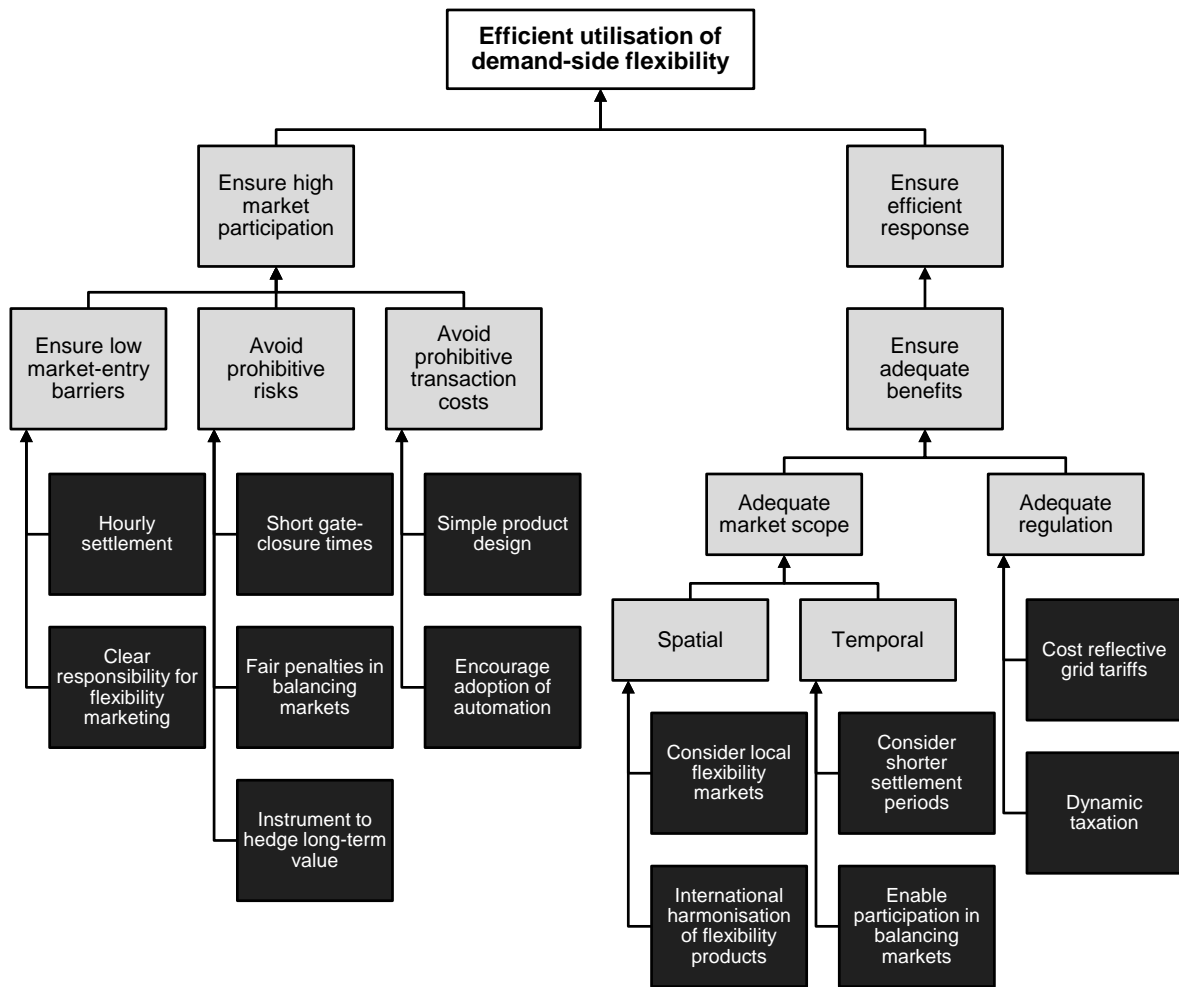 Efficient utilisation of
demand-side flexibility
Ensure high
market
participation
Ensure
efficient
response
Ensure low
market-entry
barriers
Avoid
prohibitive
risks
Avoid
prohibitive
transaction
costs
Ensure
adequate
benefits
Hourly
settlement
Short gate-
closure times
Simple product
design
Adequate
market scope
Adequate
regulation
Clear
responsibility for
flexibility
marketing
Fair penalties in
balancing
markets
Encourage
adoption of
automation
Spatial
Temporal
Cost reflective
grid tariffs
Instrument to
hedge long-term
value
Consider local
flexibility
markets
Consider
shorter
settlement
periods
Dynamic
taxation
International
harmonisation
of flexibility
products
Enable
participation in
balancing
markets